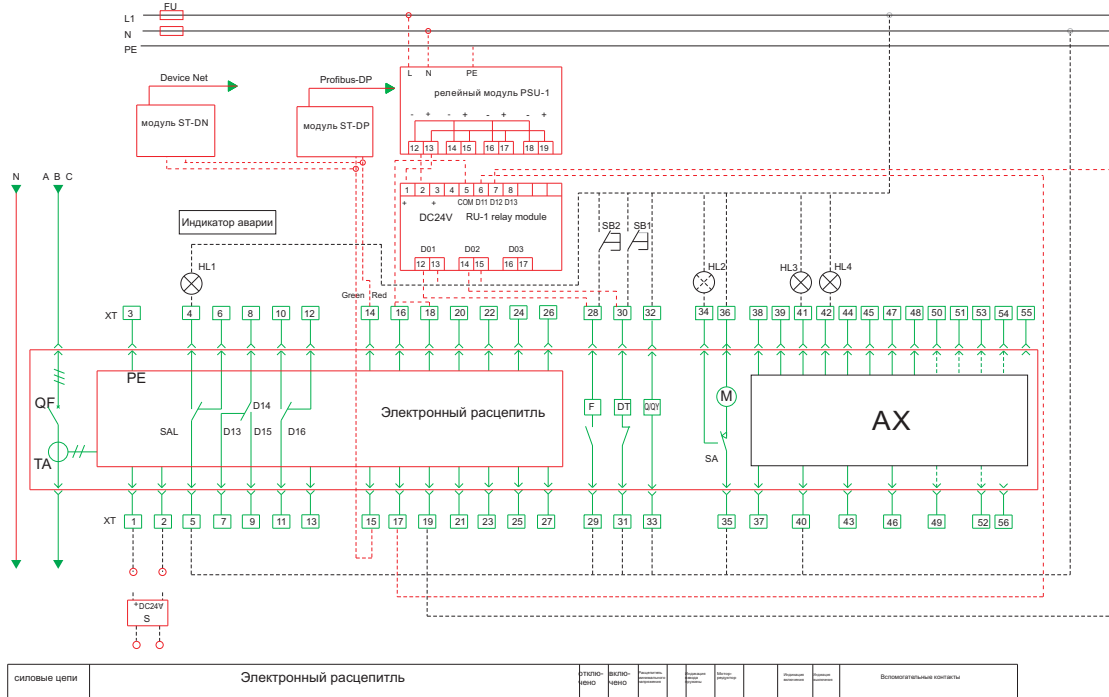 FU
L1
N
PE
Device Net
модуль ST-DN
Profibus-DP
модуль ST-DP
L N PE
релейный модуль PSU-1
- + - + - + - +
12 13 14 15 16 17 18 19
1 2 3 4 5 6 7 8
+ + COM D11 D12 D13
DC24V RU-1 relay module
D01 D02 D03
12 13 14 15 16 17
N A B C
Индикатор аварии
HL1
SB2 SB1
HL2 HL3 HL4
Green Red
XT 3 4 6 8 10 12 14 16 18 20 22 24 26 28 30 32 34 36 38 39 41 42 44 45 47 48 50 51 53 54 55
PE
QF
TA
SAL D13 D14 D15 D16
Электронный расцепитль
F DT Q/QY
M
SA
AX
XT 1 2 5 7 9 11 13 15 17 19 21 23 25 27 29 31 33 35 37 40 43 46 49 52 56
+DC24V
S
силовые цепи
Электронный расцепитль
отклю-
чено
вклю-
чено
Вспомогательные контакты